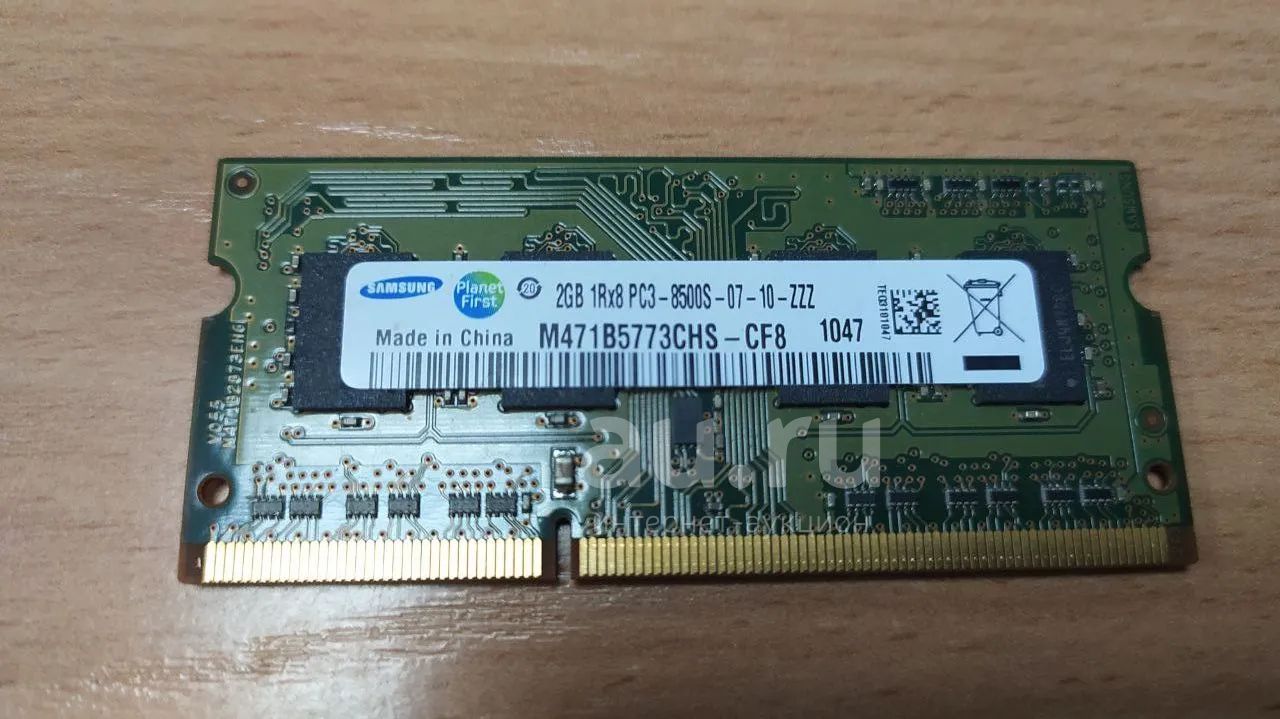 SAMSUNG
Planet First
20
2GB 1Rx8 PC3-8500S-07-10-ZZZ
Made in China
M471B5773CHS-CF8
1047
au.ru
интернет-аукцион